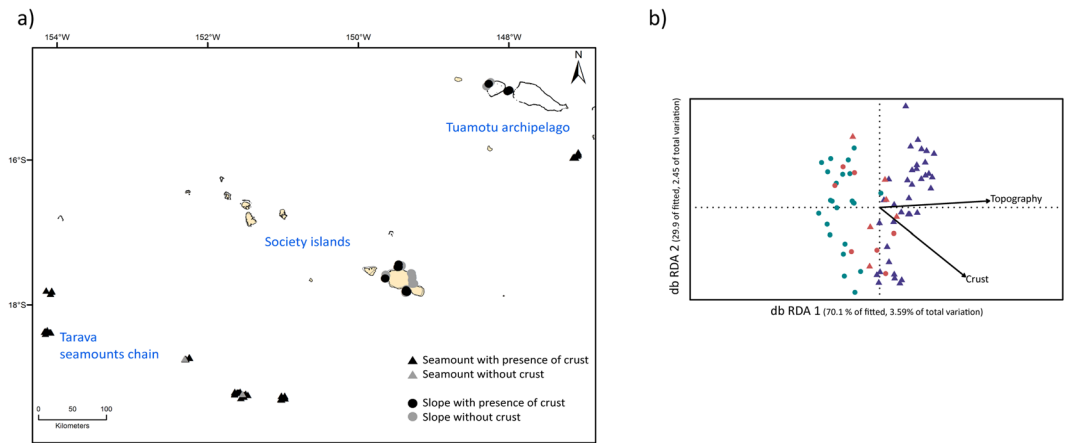 a)
b)
154°W
152°W
150°W
148°W
N
Tuamotu archipelago
16°S
Society islands
18°S
Tarava
seamounts chain
Seamount with presence of crust
Seamount without crust
Slope with presence of crust
Slope without crust
0 50 100
Kilometers
db RDA 2 (29.9 of fitted, 2.45 of total variation)
Topography
Crust
db RDA 1 (70.1 % of fitted, 3.59% of total variation)